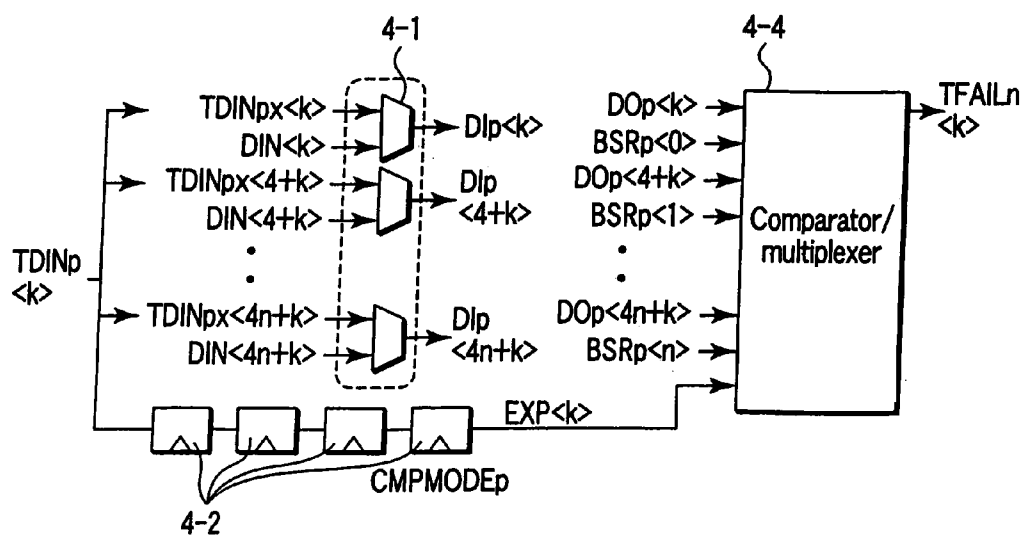 4-1
4-4
TDINpx<k>
DIN<k>
DIp<k>
TDINpx<4+k>
DIN<4+k>
DIp
<4+k>
TDINp
<k>
TDINpx<4n+k>
DIN<4n+k>
DIp
<4n+k>
DOp<k>
BSRp<0>
DOp<4+k>
BSRp<1>
DOp<4n+k>
BSRp<n>
Comparator/
multiplexer
TFAILn
<k>
EXP<k>
CMPMODEp
4-2